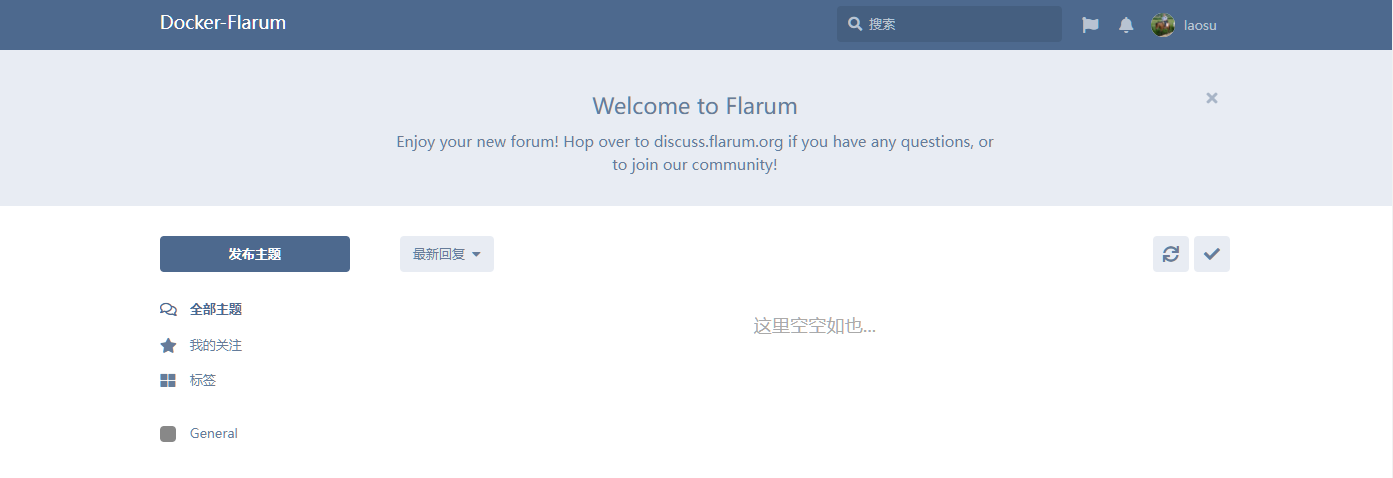 Docker-Flarum
搜索
laosu
Welcome to Flarum
Enjoy your new forum! Hop over to discuss.flarum.org if you have any questions, or
to join our community!
发布主题
最新回复
全部主题
这里空空如也...
我的关注
标签
General